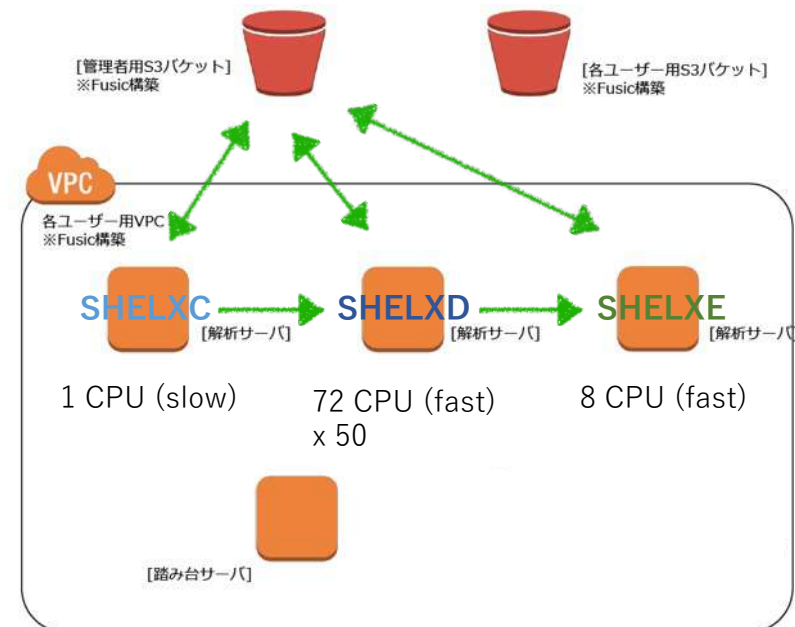 [管理者用S3バケット]
※Fusic構築
[各ユーザー用S3バケット]
※Fusic構築
VPC
各ユーザー用VPC
※Fusic構築
SHELXC
[解析サーバ]
SHELXD
[解析サーバ]
SHELXE
[解析サーバ]
1 CPU (slow)
72 CPU (fast)
x 50
8 CPU (fast)
[踏み台サーバ]